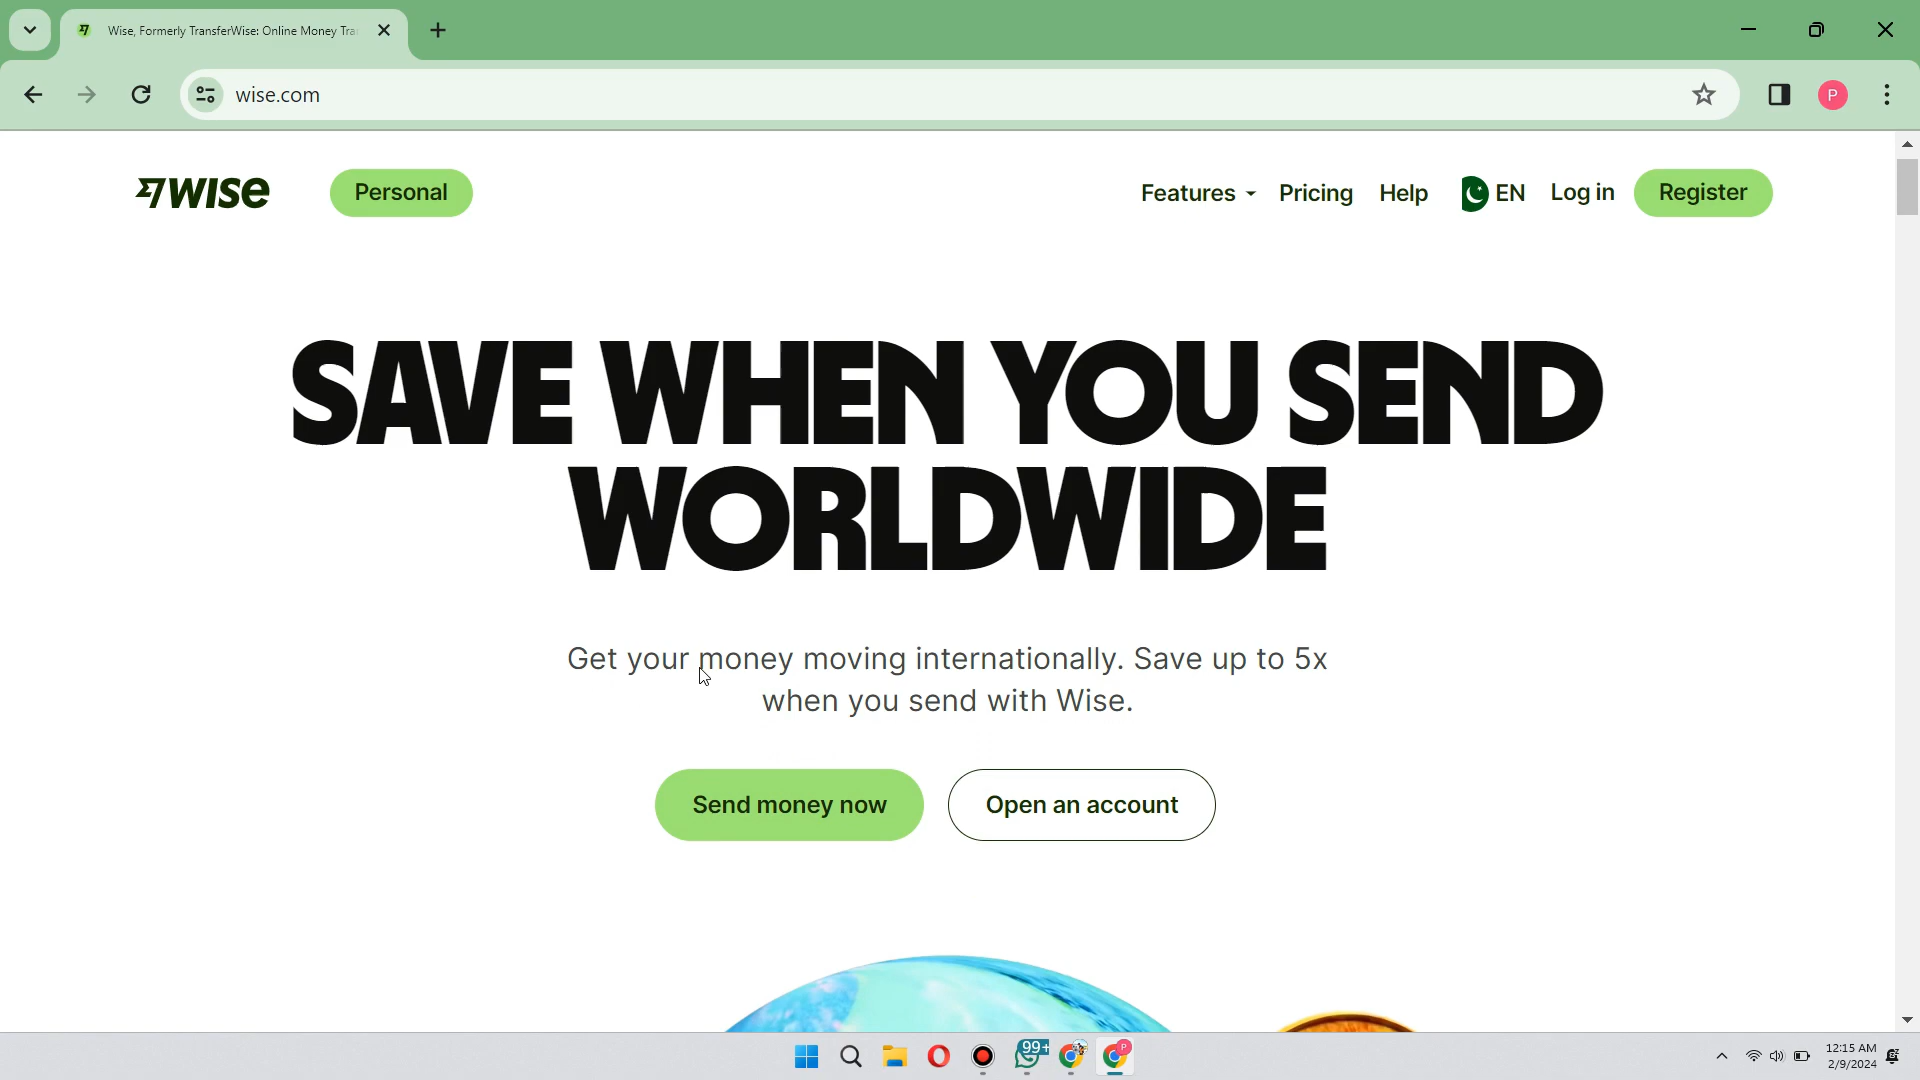 Wise, Formerly TransferWise: Online Money Tra
wise.com
P
WISE
Personal
Features
Pricing
Help
EN
Log in
Register
SAVE WHEN YOU SEND
WORLDWIDE
Get your money moving internationally. Save up to 5x
when you send with Wise.
Send money now
Open an account
99+
P
12:15 AM
2/9/2024